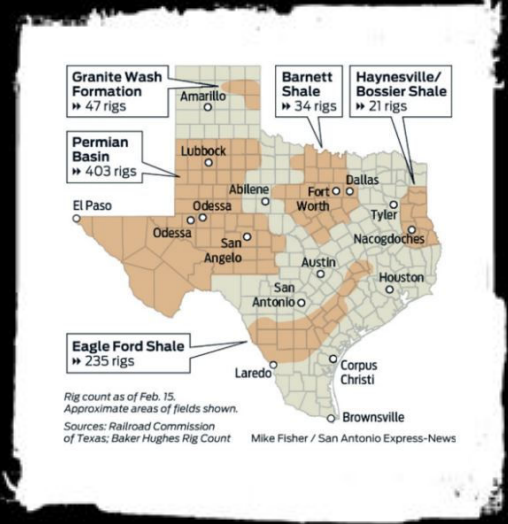 Granite Wash
Formation
▸▸ 47 rigs
Barnett
Shale
▸▸ 34 rigs
Haynesville/
Bossier Shale
▸▸ 21 rigs
Amarillo
Permian
Basin
▸▸ 403 rigs
Lubbock
Abilene
Fort
Worth
Dallas
El Paso
Odessa
Odessa
Tyler
San
Angelo
Nacogdoches
Austin
Houston
San
Antonio
Eagle Ford Shale
▸▸ 235 rigs
Laredo
Corpus
Christi
Rig count as of Feb. 15.
Approximate areas of fields shown.
Brownsville
Sources: Railroad Commission
of Texas; Baker Hughes Rig Count
Mike Fisher / San Antonio Express-News